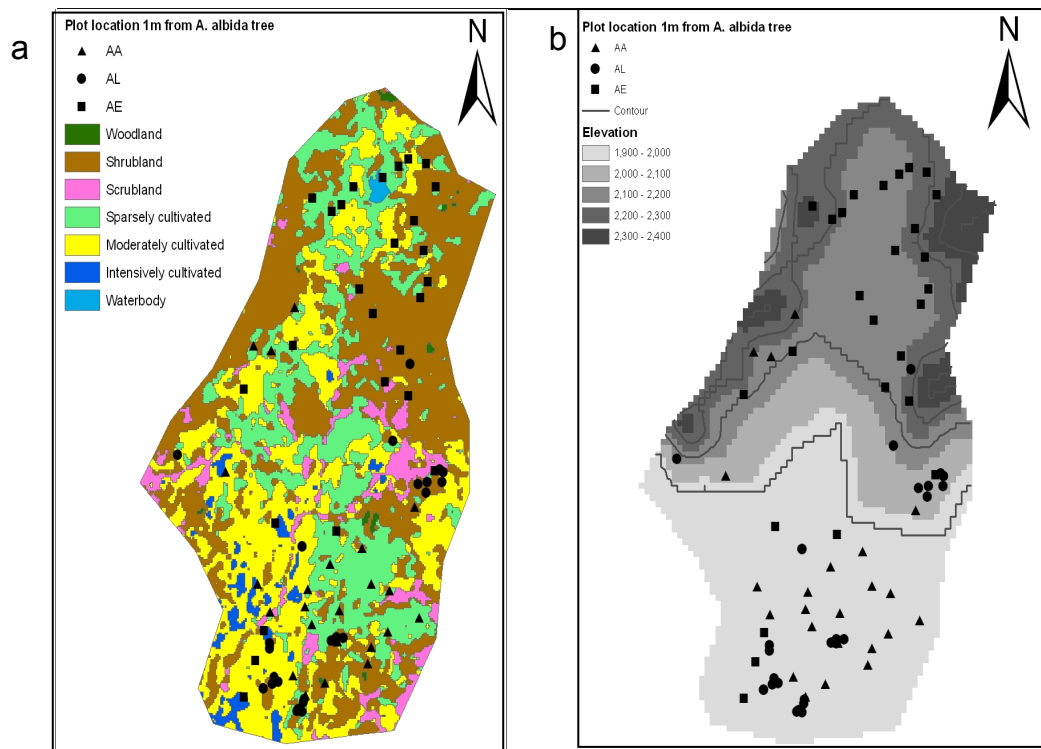 a
Plot location 1m from A. albida tree
AA
AL
AE
Woodland
Shrubland
Scrubland
Sparsely cultivated
Moderately cultivated
Intensively cultivated
Waterbody
N
b
Plot location 1m from A. albida tree
AA
AL
AE
Contour
Elevation
1,900 - 2,000
2,000 - 2,100
2,100 - 2,200
2,200 - 2,300
2,300 - 2,400
N